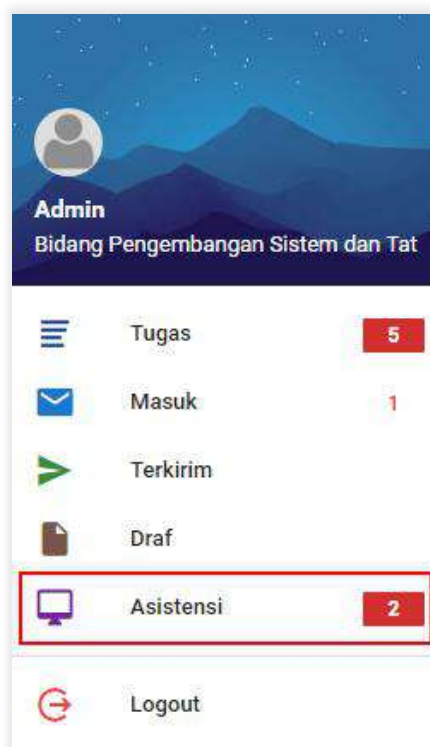 Admin
Bidang Pengembangan Sistem dan Tat
Tugas 5
Masuk 1
Terkirim
Draf
Asistensi 2
Logout